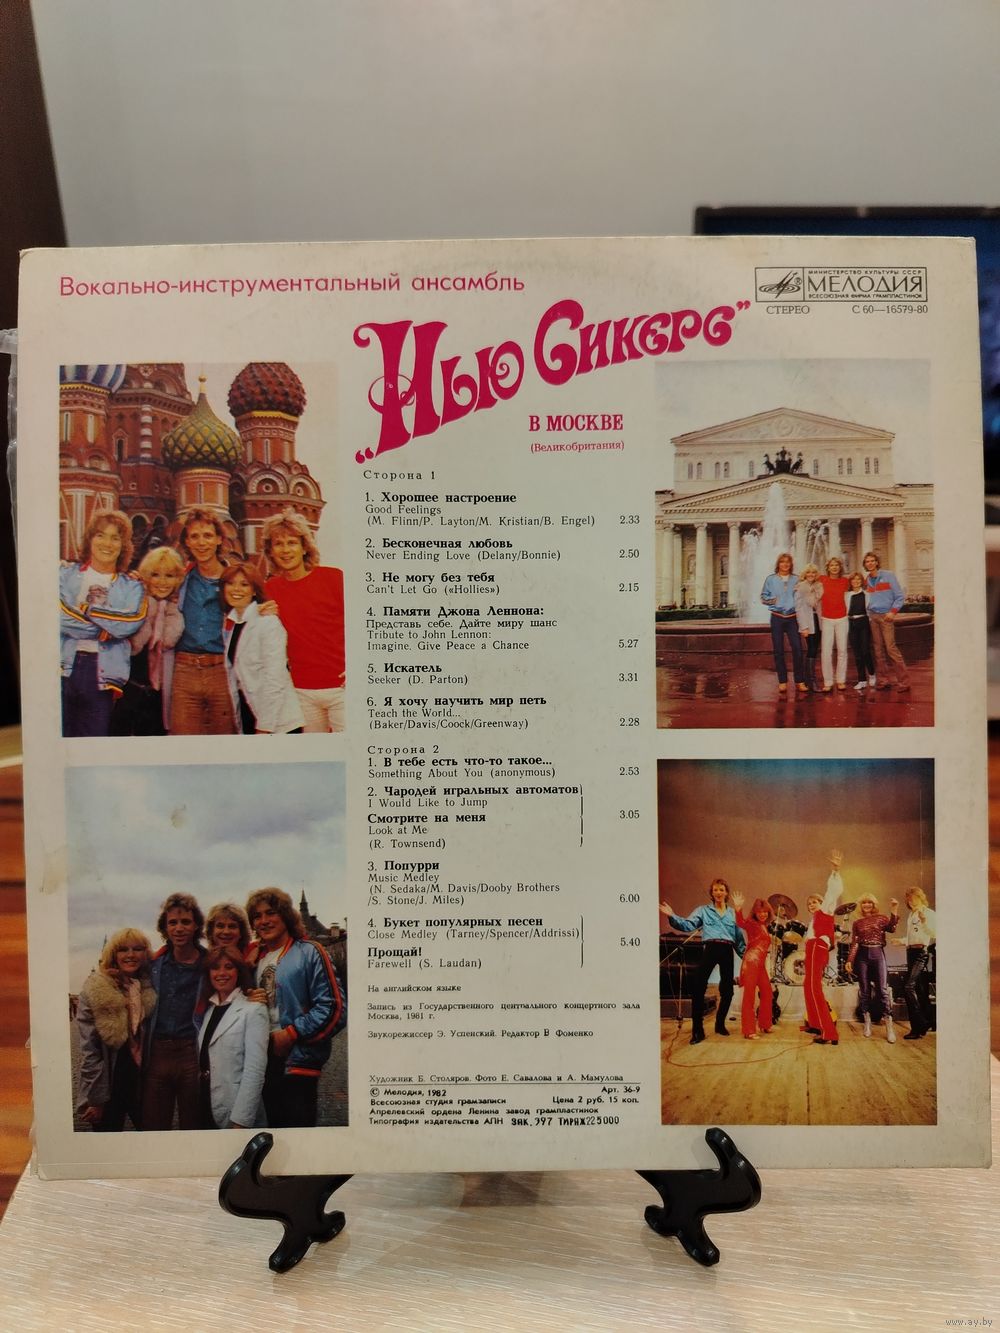 Вокально-инструментальный ансамбль
„Нью Сикерс”
В МОСКВЕ
(Великобритания)
МИНИСТЕРСТВО КУЛЬТУРЫ СССР
МЕЛОДИЯ
ВСЕСОЮЗНАЯ ФИРМА ГРАМПЛАСТИНОК
СТЕРЕО С 60—16579-80
Сторона 1
1. Хорошее настроение
Good Feelings
(M. Flinn/P. Layton/M. Kristian/B. Engel) 2.33
2. Бесконечная любовь
Never Ending Love (Delany/Bonnie) 2.50
3. Не могу без тебя
Can't Let Go («Hollies») 2.15
4. Памяти Джона Леннона:
Представь себе. Дайте миру шанс
Tribute to John Lennon:
Imagine. Give Peace a Chance 5.27
5. Искатель
Seeker (D. Parton) 3.31
6. Я хочу научить мир петь
Teach the World...
(Baker/Davis/Coock/Greenway) 2.28
Сторона 2
1. В тебе есть что-то такое...
Something About You (anonymous) 2.53
2. Чародей игральных автоматов
I Would Like to Jump
Смотрите на меня 3.05
Look at Me
(R. Townsend)
3. Попурри
Music Medley
(N. Sedaka/M. Davis/Dooby Brothers
/S. Stone/J. Miles) 6.00
4. Букет популярных песен
Close Medley (Tarney/Spencer/Addrissi)
Прощай! 5.40
Farewell (S. Laudan)
На английском языке
Запись из Государственного центрального концертного зала
Москва, 1981 г.
Звукорежиссер Э. Успенский. Редактор В Фоменко
Художник Б. Столяров. Фото Е. Савалова и А. Мамулова
© Мелодия, 1982 Арт. 36-9
Всесоюзная студия грамзаписи Цена 2 руб. 15 коп.
Апрелевский ордена Ленина завод грампластинок
Типография издательства АПН ЗАК. 397 ТИРАЖ 225000
www.ay.by